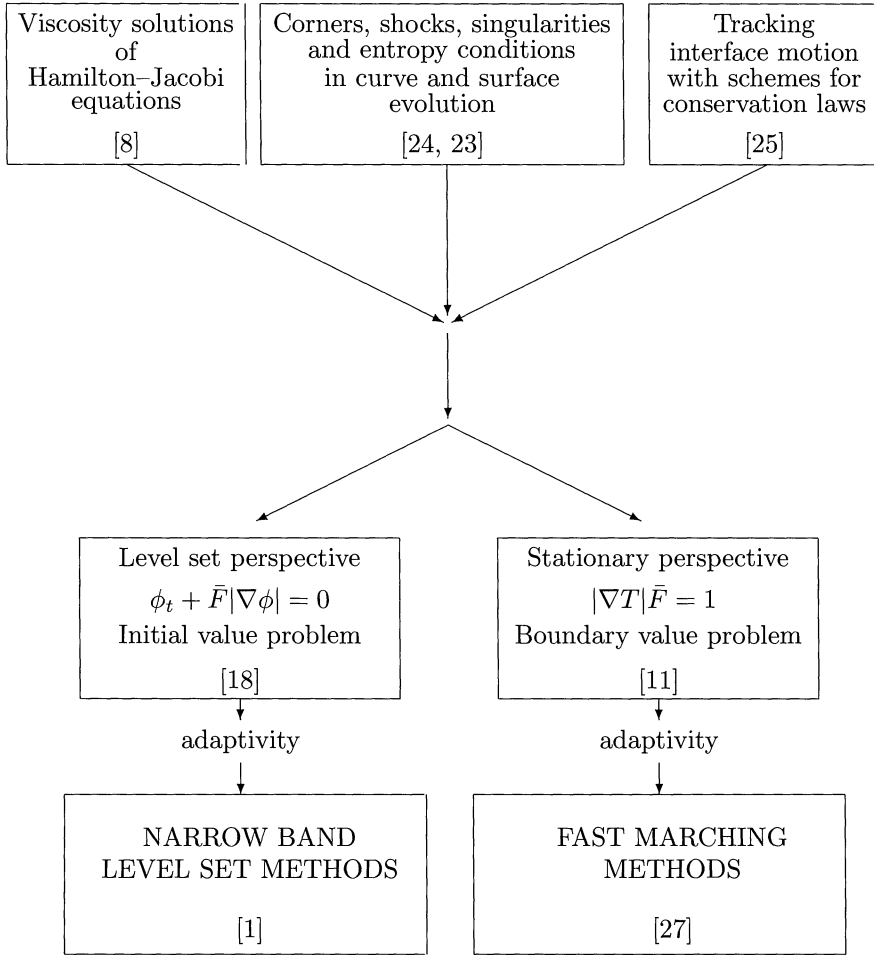 Viscosity solutions
of
Hamilton–Jacobi
equations
[8]
Corners, shocks, singularities
and entropy conditions
in curve and surface
evolution
[24, 23]
Tracking
interface motion
with schemes for
conservation laws
[25]
Level set perspective
ϕₜ + F̄|∇ϕ| = 0
Initial value problem
[18]
Stationary perspective
|∇T|F̄ = 1
Boundary value problem
[11]
adaptivity
adaptivity
NARROW BAND
LEVEL SET METHODS
[1]
FAST MARCHING
METHODS
[27]